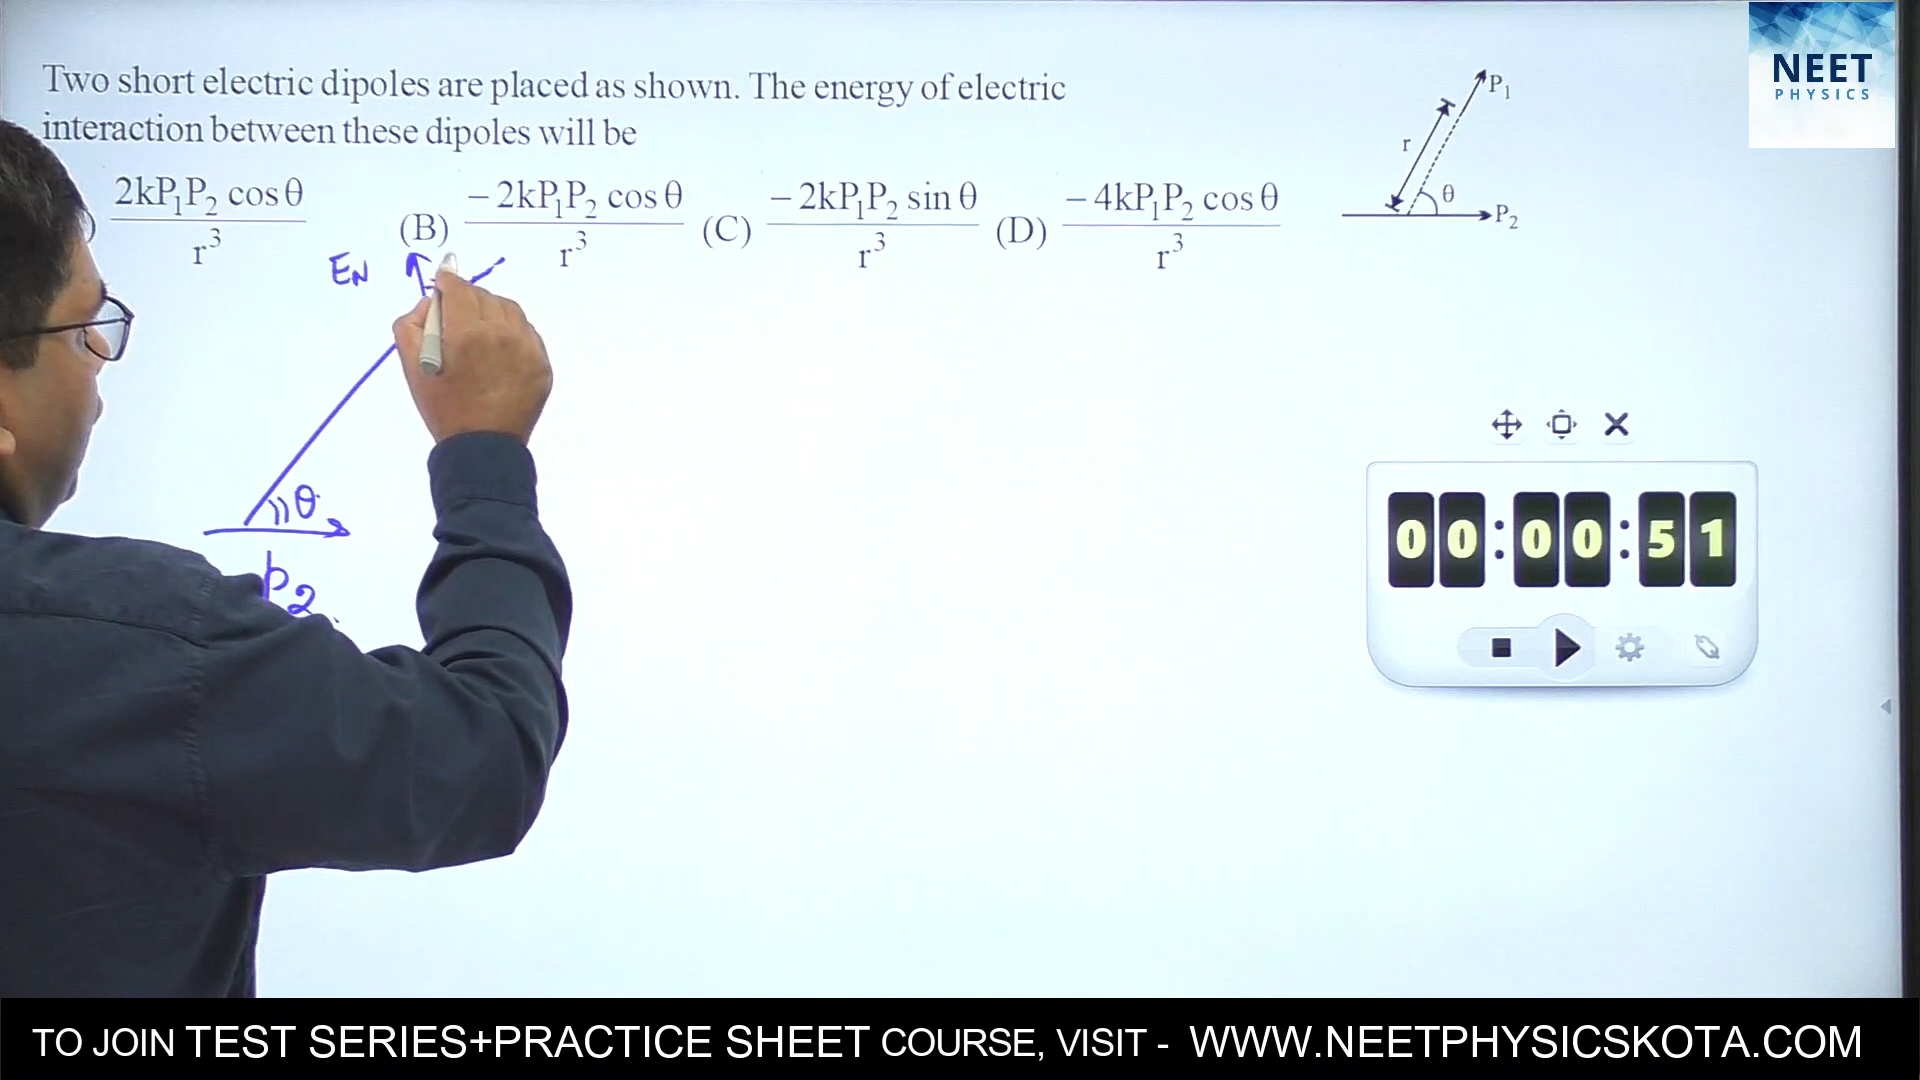 Two short electric dipoles are placed as shown. The energy of electric
interaction between these dipoles will be
) 2kP₁P₂ cos θ / r³ (B) – 2kP₁P₂ cos θ / r³ (C) – 2kP₁P₂ sin θ / r³ (D) – 4kP₁P₂ cos θ / r³
P₁
r
θ
P₂
NEET
PHYSICS
EN
θ
p₂
00:00:51
TO JOIN TEST SERIES+PRACTICE SHEET COURSE, VISIT - WWW.NEETPHYSICSKOTA.COM